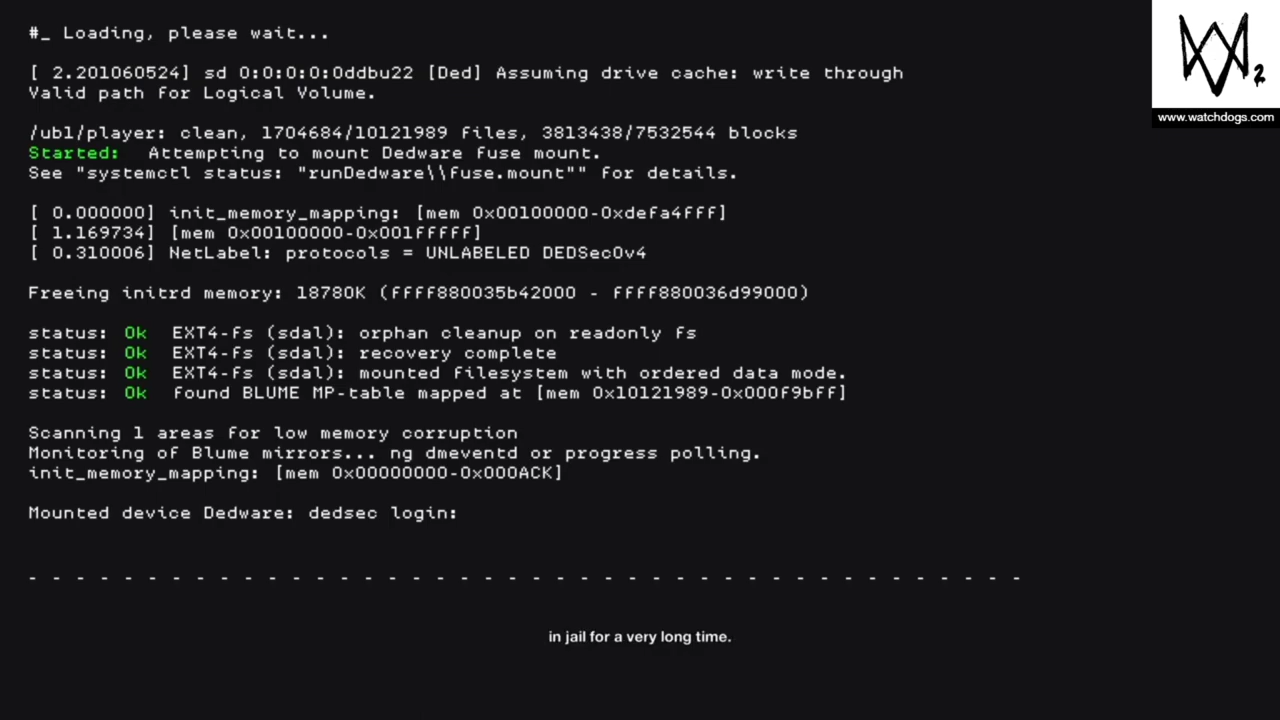 #_ Loading, please wait...
[ 2.201060524] sd 0:0:0:0:0ddbu22 [Ded] Assuming drive cache: write through
Valid path for Logical Volume.
/ubl/player: clean, 1704684/10121989 files, 3813438/7532544 blocks
Started: Attempting to mount Dedware fuse mount.
See "systemctl status: "runDedware\\fuse.mount"" for details.
[ 0.000000] init_memory_mapping: [mem 0x00100000-0xdefa4fff]
[ 1.169734] [mem 0x00100000-0x001fffff]
[ 0.310006] NetLabel: protocols = UNLABELED DEDSecOv4
Freeing initrd memory: 18780K (ffff880035b42000 - ffff880036d99000)
status: Ok EXT4-fs (sdal): orphan cleanup on readonly fs
status: Ok EXT4-fs (sdal): recovery complete
status: Ok EXT4-fs (sdal): mounted filesystem with ordered data mode.
status: Ok found BLUME MP-table mapped at [mem 0x10121989-0x000f9bff]
Scanning 1 areas for low memory corruption
Monitoring of Blume mirrors... ng dmeventd or progress polling.
init_memory_mapping: [mem 0x00000000-0x000ACK]
Mounted device Dedware: dedsec login:
- - - - - - - - - - - - - - - - - - - - - - - - - - - - - - - - - - - - - - - - - -
in jail for a very long time.
2
www.watchdogs.com